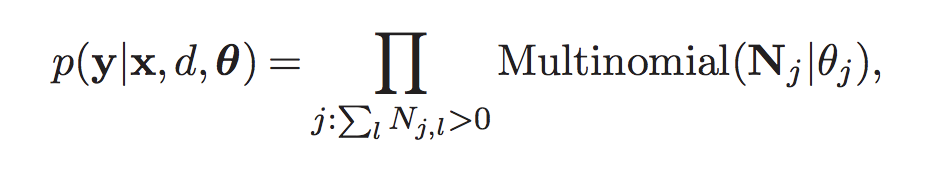 p(𝐲|𝐱, d, 𝜽) = ∏_{j:∑_l N_{j,l}>0} Multinomial(𝐍_j|θ_j),